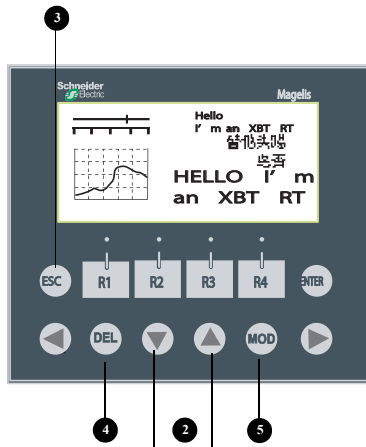 3
Schneider
Electric
Magelis
Hello
I' m an XBT RT
HELLO I' m
an XBT RT
ESC R1 R2 R3 R4 ENTER
DEL MOD
4 2 5